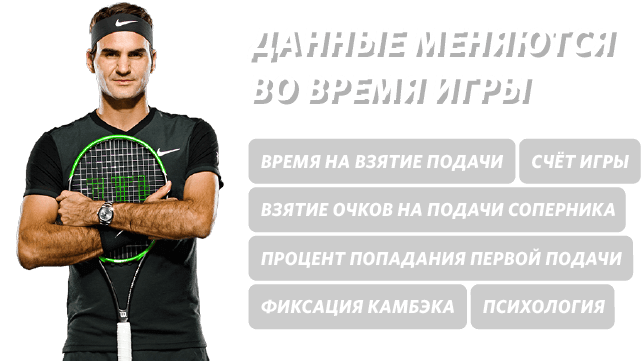 ДАННЫЕ МЕНЯЮТСЯ
ВО ВРЕМЯ ИГРЫ
ВРЕМЯ НА ВЗЯТИЕ ПОДАЧИ
СЧЁТ ИГРЫ
ВЗЯТИЕ ОЧКОВ НА ПОДАЧИ СОПЕРНИКА
ПРОЦЕНТ ПОПАДАНИЯ ПЕРВОЙ ПОДАЧИ
ФИКСАЦИЯ КАМБЭКА
ПСИХОЛОГИЯ